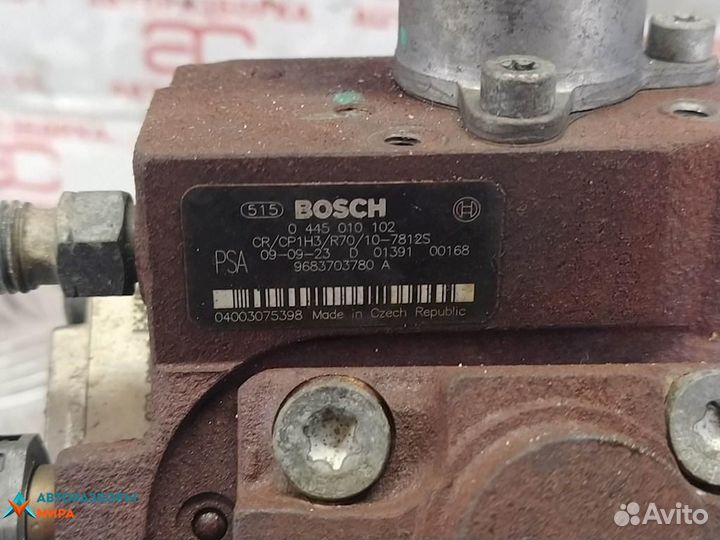 515 BOSCH
0 445 010 102
CR/CP1H3/R70/10-7812S
PSA 09-09-23 D 01391 00168
9683703780 A
04003075398 Made in Czech Republic
АВТОРАЗБОРЫ
МИРА
Avito